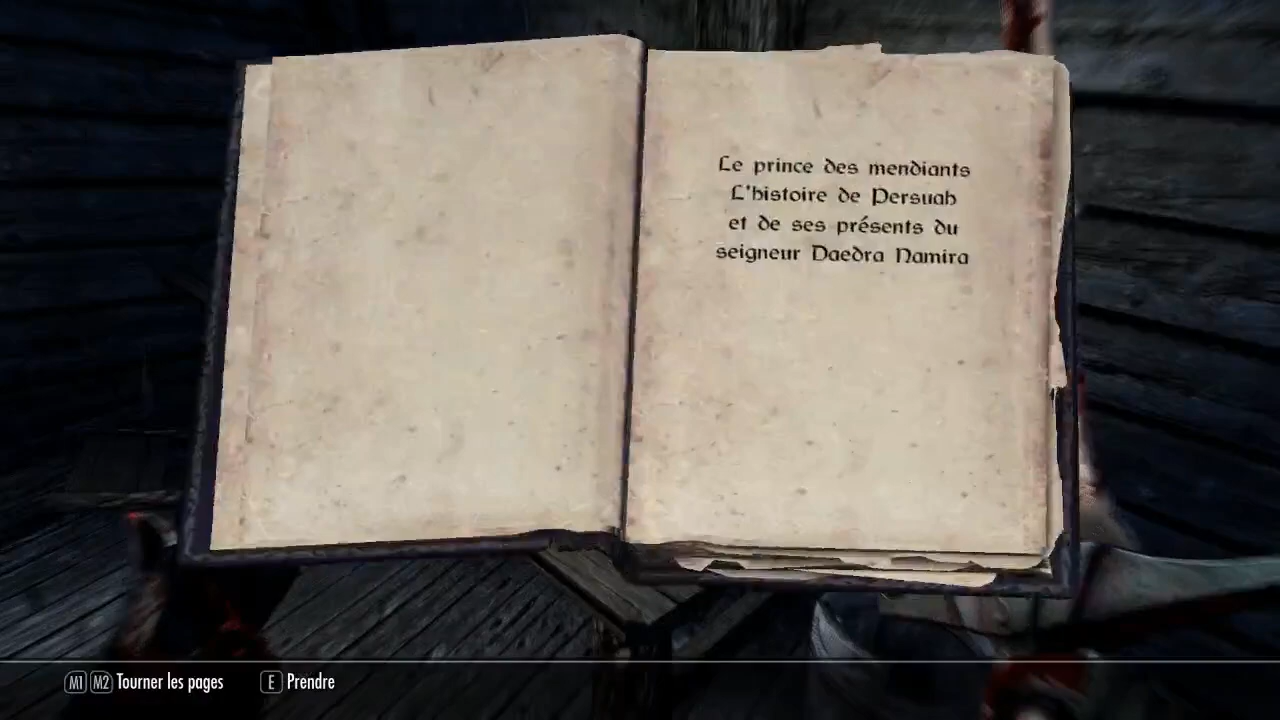 Le prince des mendiants
L'histoire de Persuah
et de ses présents du
seigneur Daedra Namira
M1 M2 Tourner les pages E Prendre